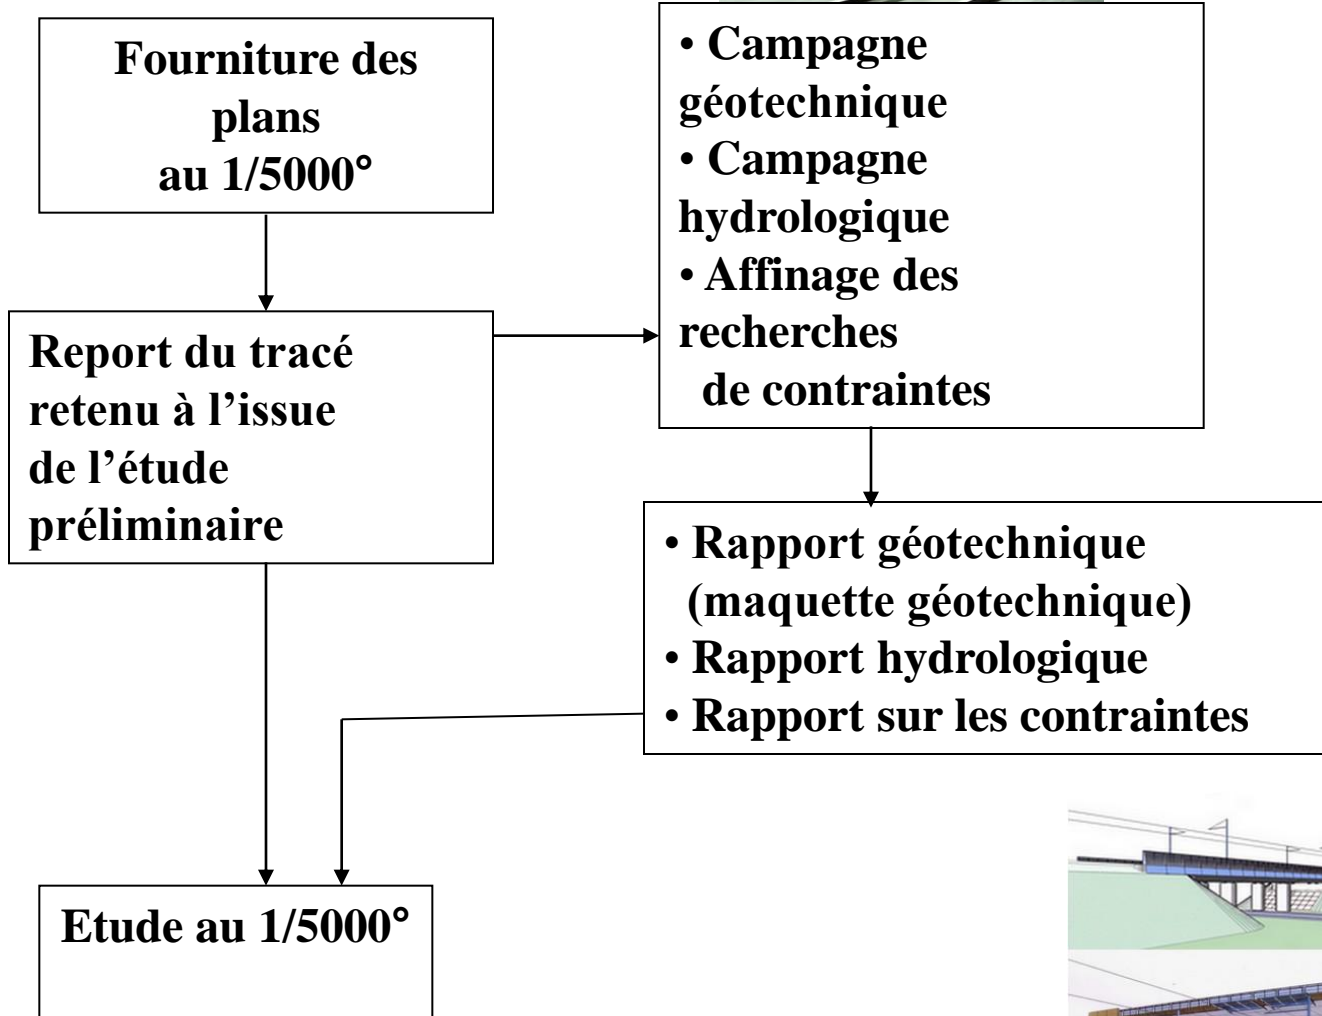 Fourniture des
plans
au 1/5000°
• Campagne
géotechnique
• Campagne
hydrologique
• Affinage des
recherches
de contraintes
Report du tracé
retenu à l’issue
de l’étude
préliminaire
• Rapport géotechnique
(maquette géotechnique)
• Rapport hydrologique
• Rapport sur les contraintes
Etude au 1/5000°